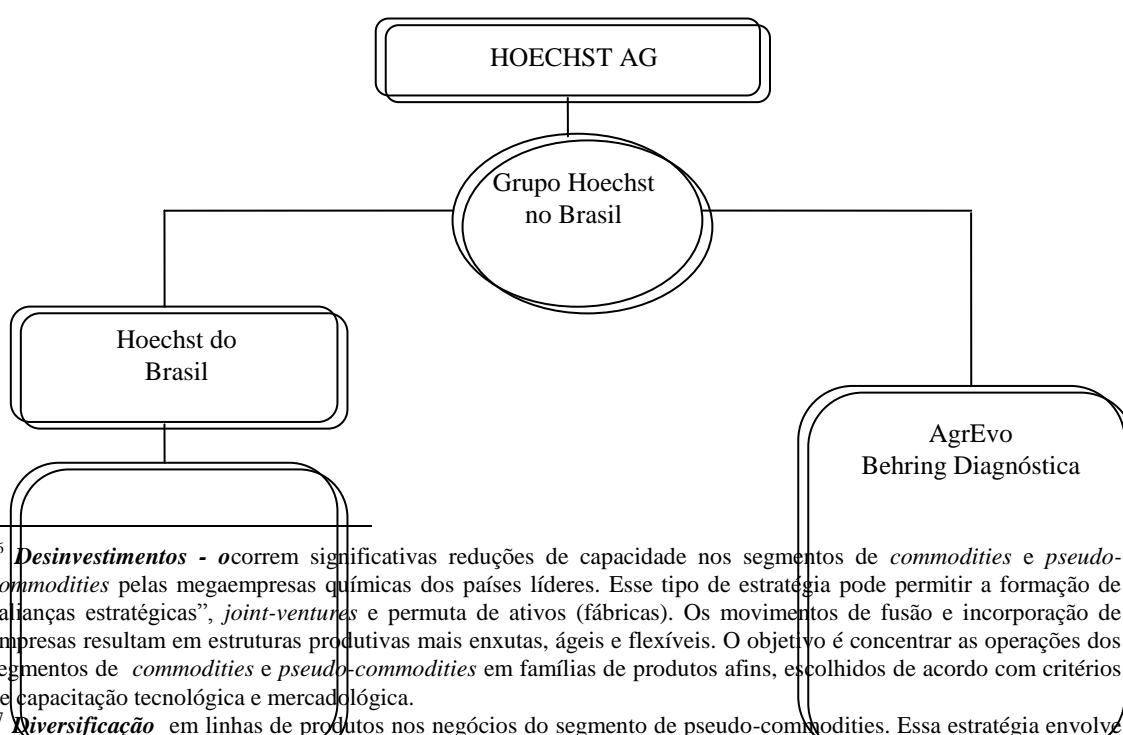 HOECHST AG
Grupo Hoechst
no Brasil
Hoechst do
Brasil
AgrEvo
Behring Diagnóstica
Desinvestimentos - ocorrem significativas reduções de capacidade nos segmentos de commodities e pseudo-
ommodities pelas megaempresas químicas dos países líderes. Esse tipo de estratégia pode permitir a formação de
alianças estratégicas”, joint-ventures e permuta de ativos (fábricas). Os movimentos de fusão e incorporação de
mpresas resultam em estruturas produtivas mais enxutas, ágeis e flexíveis. O objetivo é concentrar as operações dos
egmentos de commodities e pseudo-commodities em famílias de produtos afins, escolhidos de acordo com critérios
e capacitação tecnológica e mercadológica.
7 Diversificação em linhas de produtos nos negócios do segmento de pseudo-commodities. Essa estratégia envolve